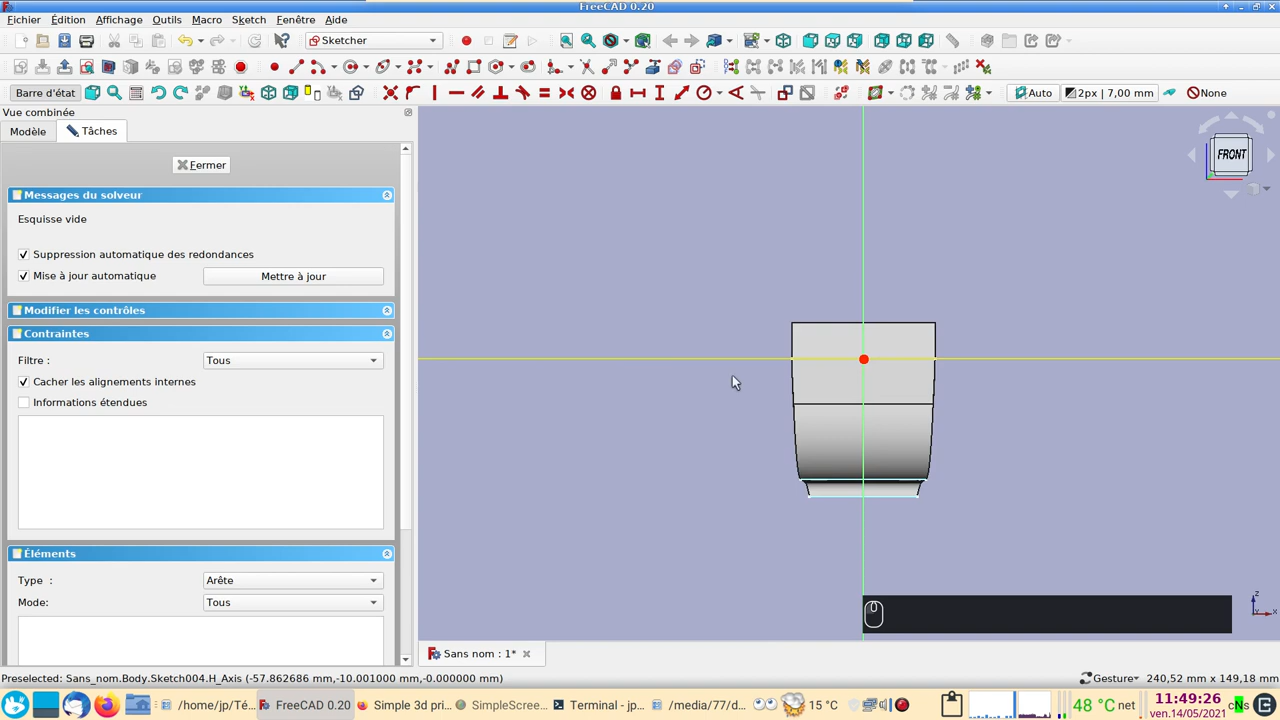 FreeCAD 0.20
Fichier Édition Affichage Outils Macro Sketch Fenêtre Aide
Sketcher
Barre d'état Auto 2px | 7,00 mm None
Vue combinée
Modèle Tâches
Fermer
FRONT
Messages du solveur
Esquisse vide
Suppression automatique des redondances
Mise à jour automatique Mettre à jour
Modifier les contrôles
Contraintes
Filtre : Tous
Cacher les alignements internes
Informations étendues
Éléments
Type : Arête
Mode: Tous
z
x
Sans nom : 1*
Preselected: Sans_nom.Body.Sketch004.H_Axis (-57.862686 mm,-10.001000 mm,-0.000000 mm) Gesture 240,52 mm x 149,18 mm
/home/jp/Té... FreeCAD 0.20 Simple 3d pri... SimpleScree... Terminal - jp... /media/77/d... 15 °C 48 °C net 11:49:26 cNs
ven.14/05/2021